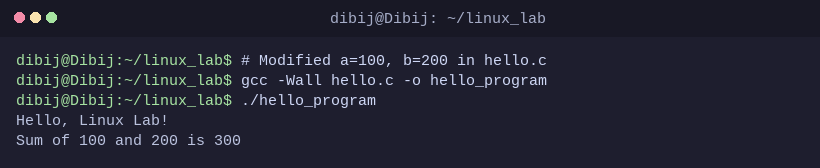 dibij@Dibij: ~/linux_lab
dibij@Dibij:~/linux_lab$ # Modified a=100, b=200 in hello.c
dibij@Dibij:~/linux_lab$ gcc -Wall hello.c -o hello_program
dibij@Dibij:~/linux_lab$ ./hello_program
Hello, Linux Lab!
Sum of 100 and 200 is 300